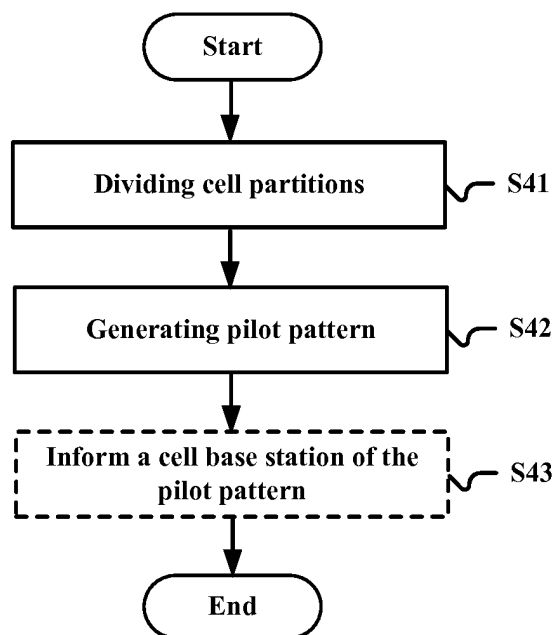 Start
Dividing cell partitions
S41
Generating pilot pattern
S42
Inform a cell base station of the
pilot pattern
S43
End